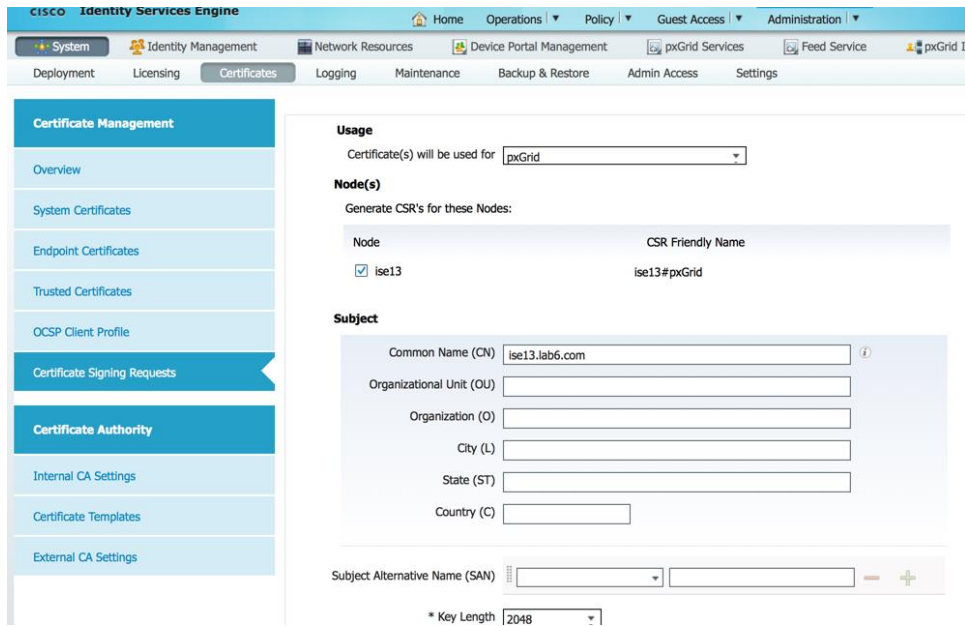 CISCO Identity Services Engine
Home Operations Policy Guest Access Administration
System Identity Management Network Resources Device Portal Management pxGrid Services Feed Service pxGrid I
Deployment Licensing Certificates Logging Maintenance Backup & Restore Admin Access Settings
Certificate Management
Overview
System Certificates
Endpoint Certificates
Trusted Certificates
OCSP Client Profile
Certificate Signing Requests
Certificate Authority
Internal CA Settings
Certificate Templates
External CA Settings
Usage
Certificate(s) will be used for pxGrid
Node(s)
Generate CSR's for these Nodes:
Node CSR Friendly Name
ise13 ise13#pxGrid
Subject
Common Name (CN) ise13.lab6.com
Organizational Unit (OU)
Organization (O)
City (L)
State (ST)
Country (C)
Subject Alternative Name (SAN)
* Key Length 2048